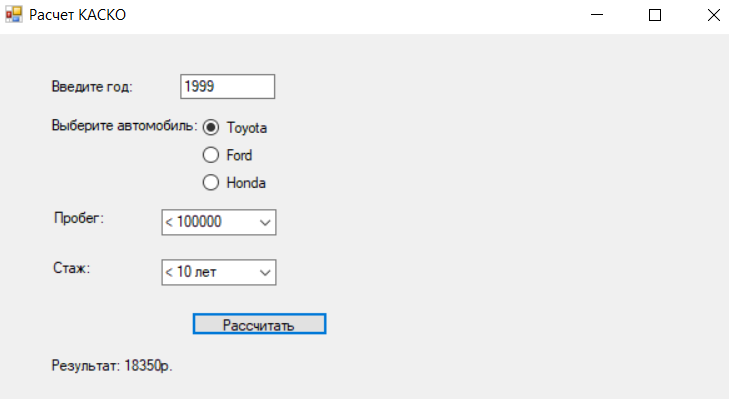 Расчет КАСКО
Введите год: 1999
Выберите автомобиль: Toyota
Ford
Honda
Пробег: < 100000
Стаж: < 10 лет
Рассчитать
Результат: 18350р.